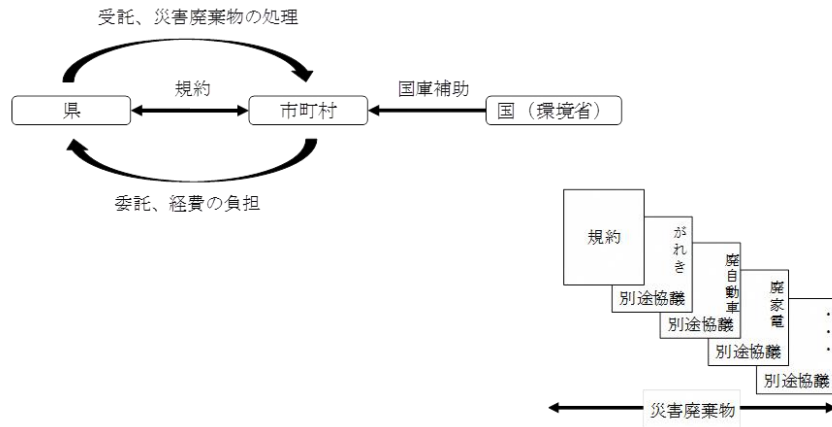 受託、災害廃棄物の処理
規約
国庫補助
県
市町村
国（環境省）
委託、経費の負担
規約
がれき
別途協議
廃自動車
別途協議
廃家電
別途協議
・・・
別途協議
災害廃棄物